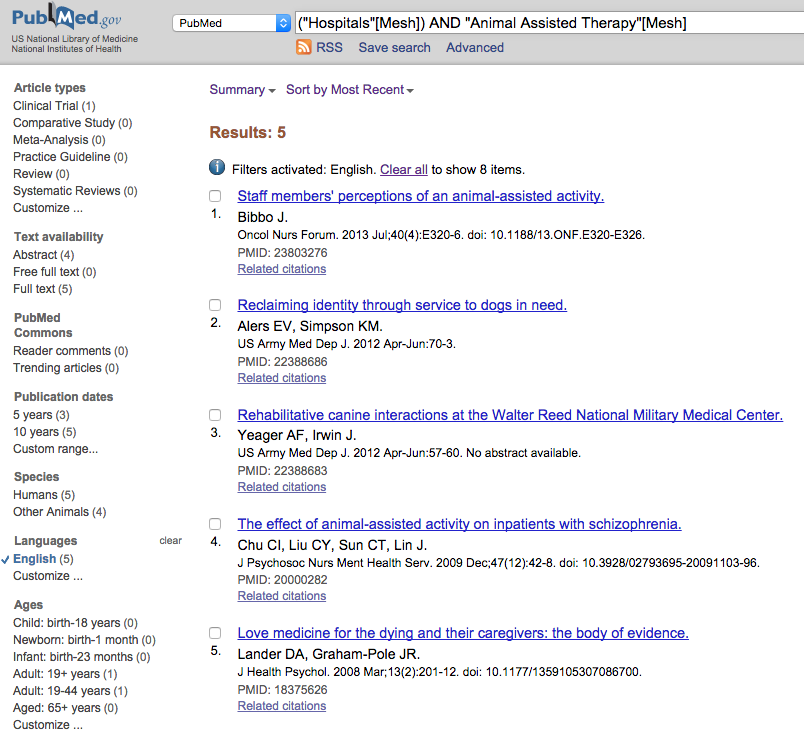 PubMed.gov
US National Library of Medicine
National Institutes of Health
PubMed
("Hospitals"[Mesh]) AND "Animal Assisted Therapy"[Mesh]
RSS Save search Advanced
Article types
Clinical Trial (1)
Comparative Study (0)
Meta-Analysis (0)
Practice Guideline (0)
Review (0)
Systematic Reviews (0)
Customize ...
Text availability
Abstract (4)
Free full text (0)
Full text (5)
PubMed
Commons
Reader comments (0)
Trending articles (0)
Publication dates
5 years (3)
10 years (5)
Custom range...
Species
Humans (5)
Other Animals (4)
Languages clear
English (5)
Customize ...
Ages
Child: birth-18 years (0)
Newborn: birth-1 month (0)
Infant: birth-23 months (0)
Adult: 19+ years (1)
Adult: 19-44 years (1)
Aged: 65+ years (0)
Customize ...
Summary Sort by Most Recent
Results: 5
Filters activated: English. Clear all to show 8 items.
Staff members' perceptions of an animal-assisted activity.
1. Bibbo J.
Oncol Nurs Forum. 2013 Jul;40(4):E320-6. doi: 10.1188/13.ONF.E320-E326.
PMID: 23803276
Related citations
Reclaiming identity through service to dogs in need.
2. Alers EV, Simpson KM.
US Army Med Dep J. 2012 Apr-Jun:70-3.
PMID: 22388686
Related citations
Rehabilitative canine interactions at the Walter Reed National Military Medical Center.
3. Yeager AF, Irwin J.
US Army Med Dep J. 2012 Apr-Jun:57-60. No abstract available.
PMID: 22388683
Related citations
The effect of animal-assisted activity on inpatients with schizophrenia.
4. Chu CI, Liu CY, Sun CT, Lin J.
J Psychosoc Nurs Ment Health Serv. 2009 Dec;47(12):42-8. doi: 10.3928/02793695-20091103-96.
PMID: 20000282
Related citations
Love medicine for the dying and their caregivers: the body of evidence.
5. Lander DA, Graham-Pole JR.
J Health Psychol. 2008 Mar;13(2):201-12. doi: 10.1177/1359105307086700.
PMID: 18375626
Related citations